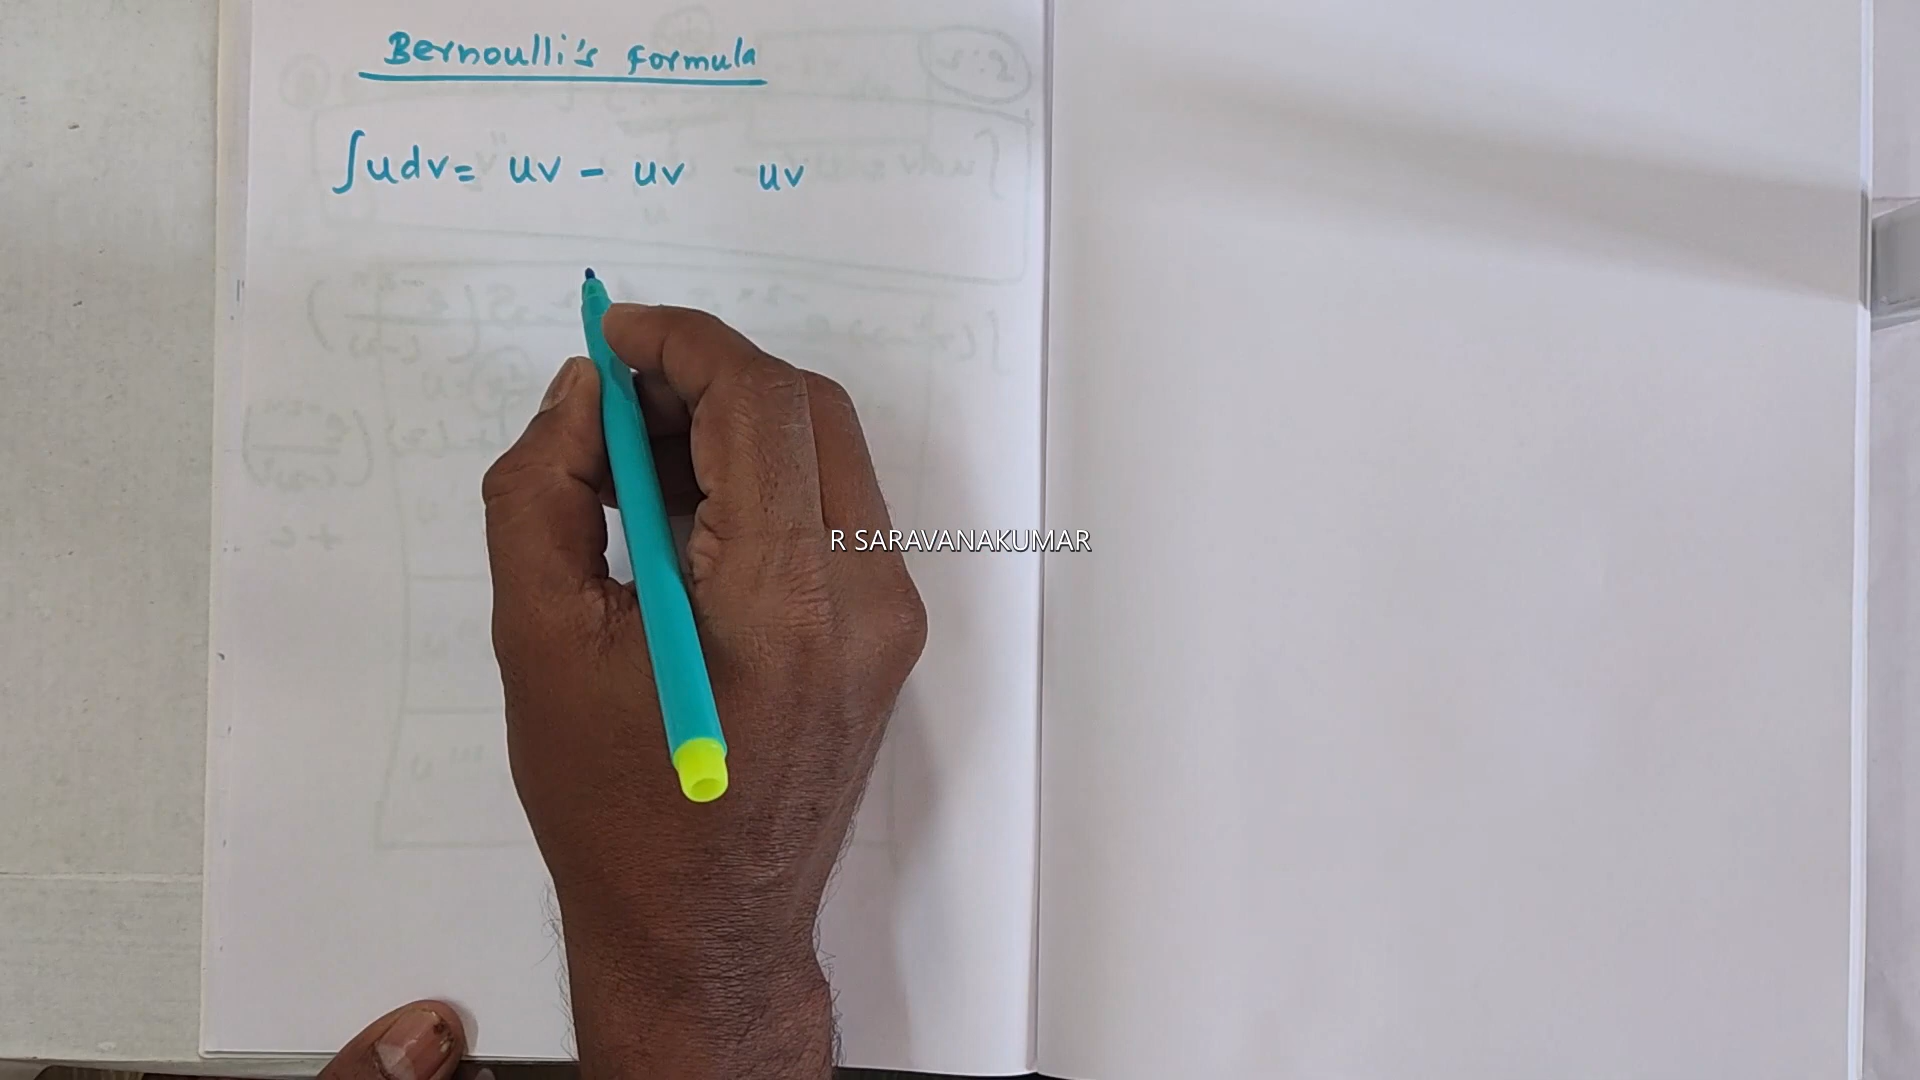 Bernoulli's formula
∫udv= uv - uv uv
R SARAVANAKUMAR